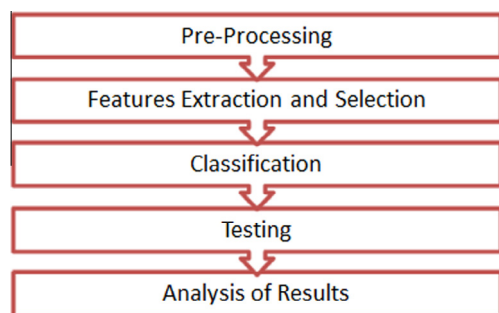 Pre-Processing
Features Extraction and Selection
Classification
Testing
Analysis of Results